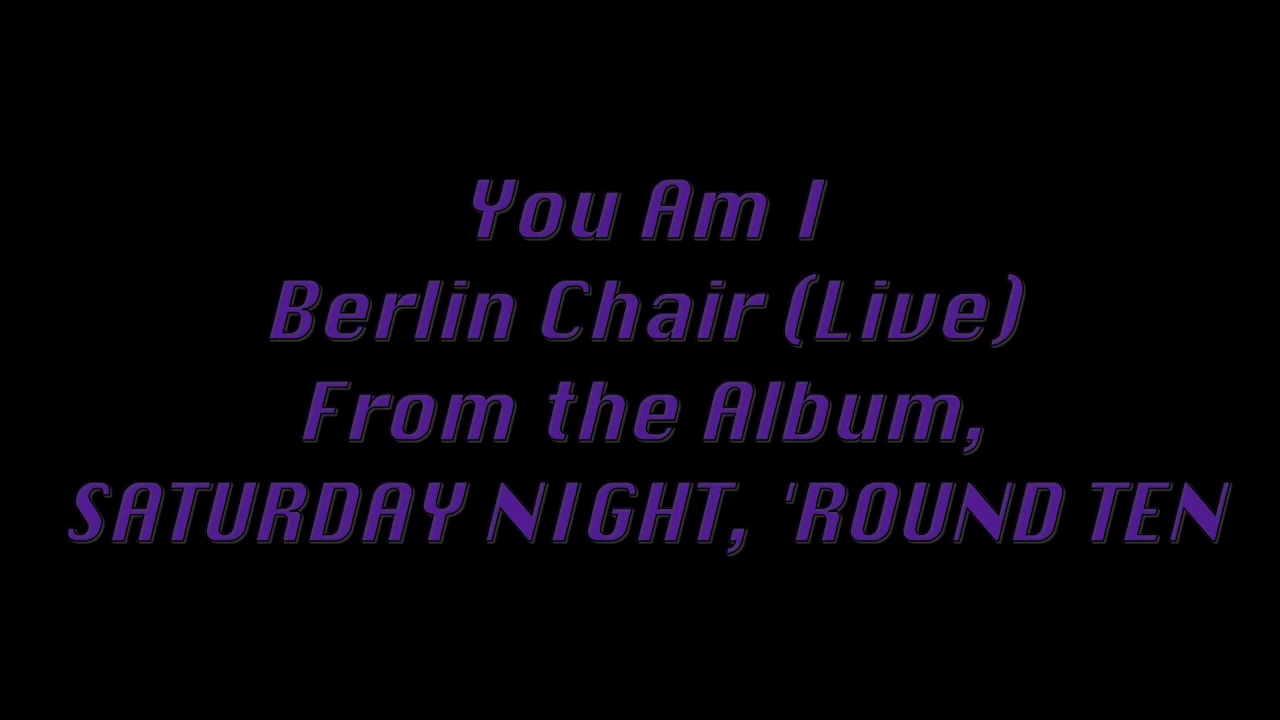 You Am I
Berlin Chair (Live)
From the Album,
SATURDAY NIGHT, 'ROUND TEN